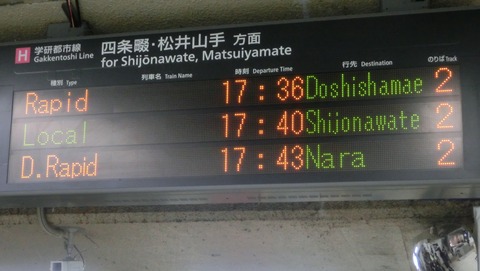 H 学研都市線 四条畷・松井山手 方面
Gakkentoshi Line for Shijōnawate, Matsuiyamate
種別 Type 列車名 Train Name 時刻 Departure Time 行先 Destination のりば Track
Rapid 17:36 Doshishamae 2
Local 17:40 Shijonawate 2
D.Rapid 17:43 Nara 2